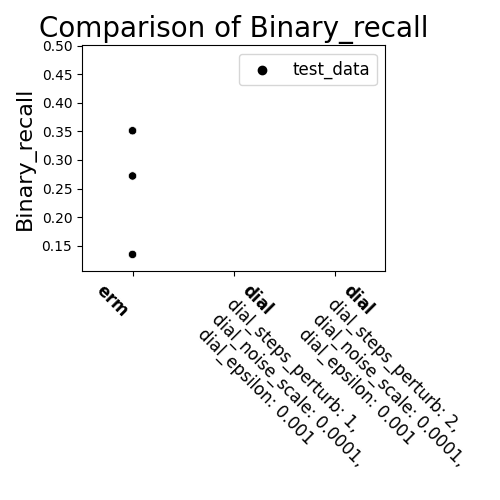 Comparison of Binary_recall
test_data
Binary_recall
0.50
0.45
0.40
0.35
0.30
0.25
0.20
0.15
erm
dial
dial_steps_perturb: 1,
dial_noise_scale: 0.0001,
dial_epsilon: 0.001
dial
dial_steps_perturb: 2,
dial_noise_scale: 0.0001,
dial_epsilon: 0.001